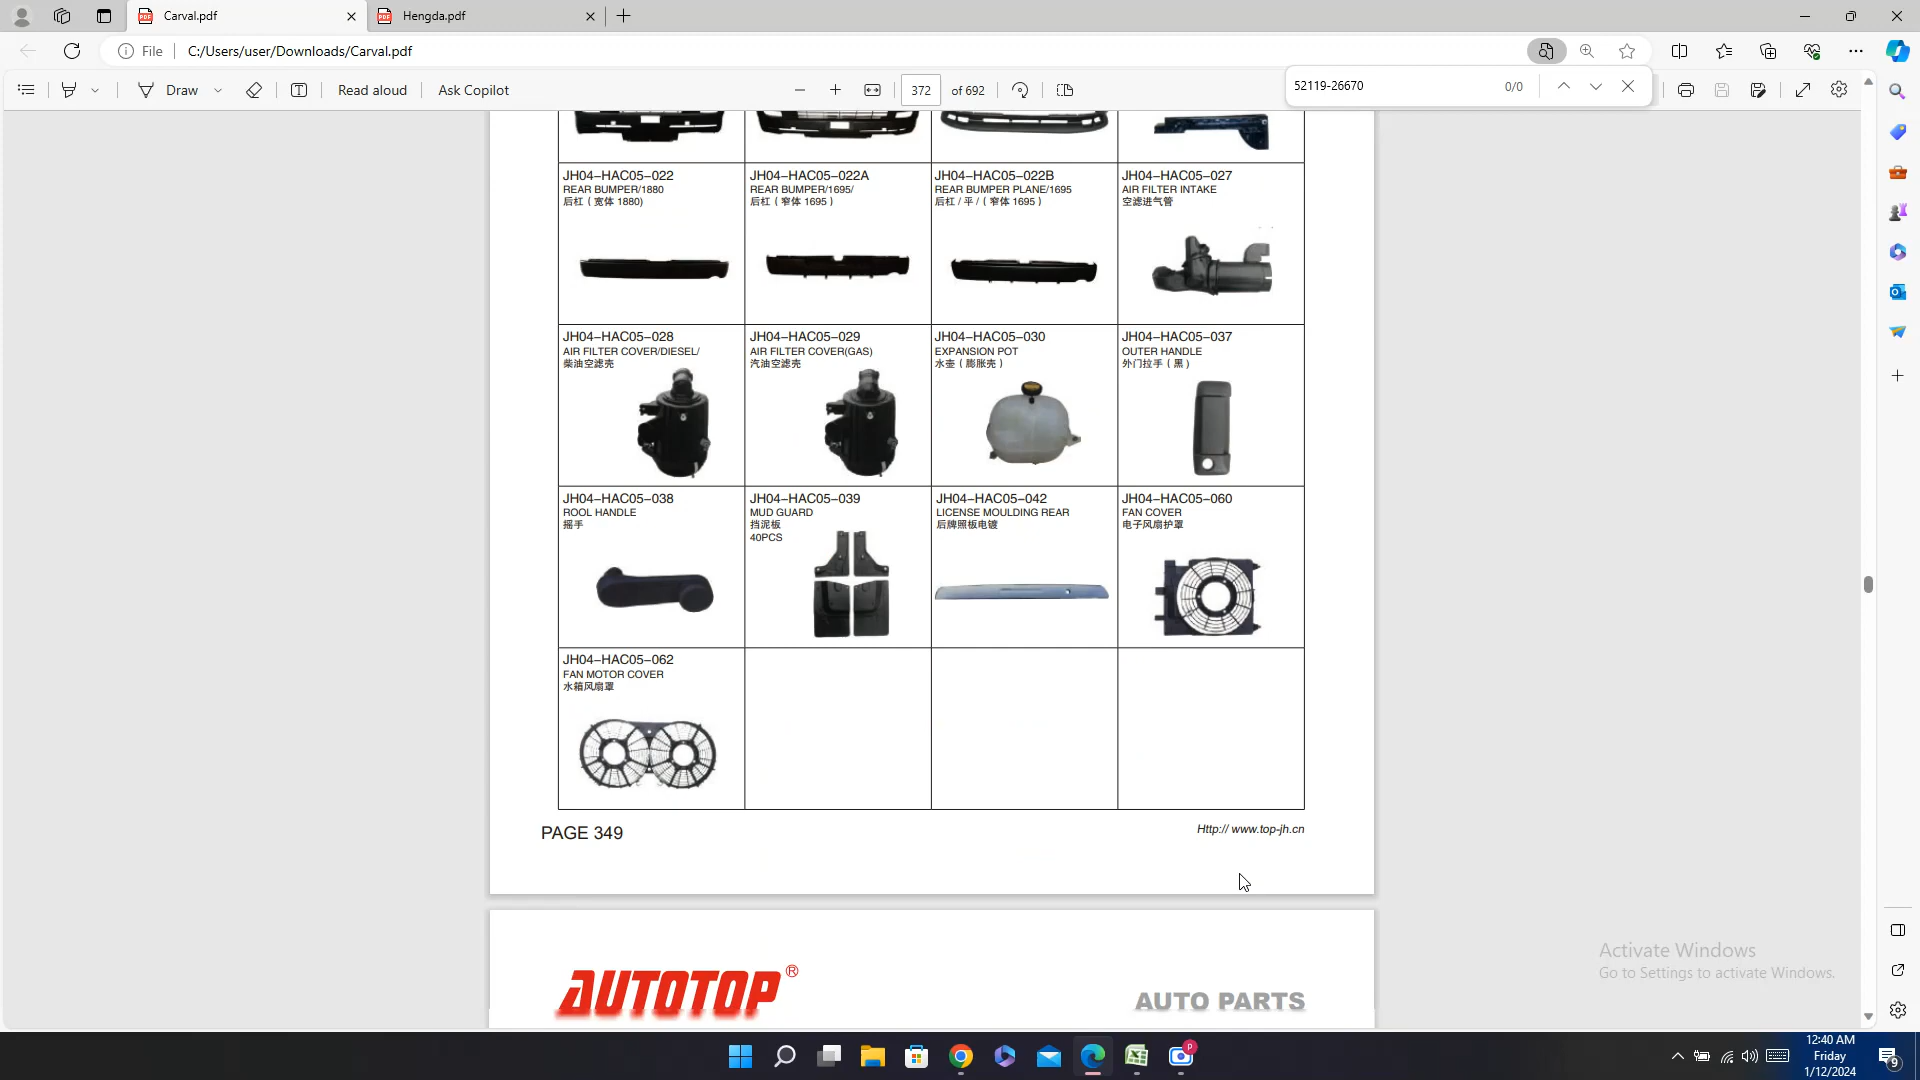 Carval.pdf
Hengda.pdf
File
C:/Users/user/Downloads/Carval.pdf
Draw
Read aloud
Ask Copilot
372
of 692
52119-26670
0/0
JH04-HAC05-022
REAR BUMPER/1880
后杠（宽体 1880)
JH04-HAC05-022A
REAR BUMPER/1695/
后杠（窄体 1695）
JH04-HAC05-022B
REAR BUMPER PLANE/1695
后杠 / 平 /（窄体 1695）
JH04-HAC05-027
AIR FILTER INTAKE
空滤进气管
JH04-HAC05-028
AIR FILTER COVER/DIESEL/
柴油空滤壳
JH04-HAC05-029
AIR FILTER COVER(GAS)
汽油空滤壳
JH04-HAC05-030
EXPANSION POT
水壶（膨胀壳）
JH04-HAC05-037
OUTER HANDLE
外门拉手（黑）
JH04-HAC05-038
ROOL HANDLE
摇手
JH04-HAC05-039
MUD GUARD
挡泥板
40PCS
JH04-HAC05-042
LICENSE MOULDING REAR
后牌照板电镀
JH04-HAC05-060
FAN COVER
电子风扇护罩
JH04-HAC05-062
FAN MOTOR COVER
水箱风扇罩
PAGE 349
Http:// www.top-jh.cn
AUTOTOP®
AUTO PARTS
Activate Windows
Go to Settings to activate Windows.
12:40 AM
Friday
1/12/2024
9